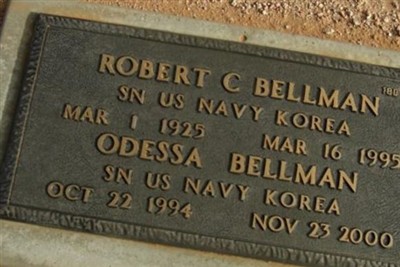 180
ROBERT C BELLMAN
SN US NAVY KOREA
MAR 1 1925 MAR 16 1995
ODESSA BELLMAN
SN US NAVY KOREA
OCT 22 1994 NOV 23 2000